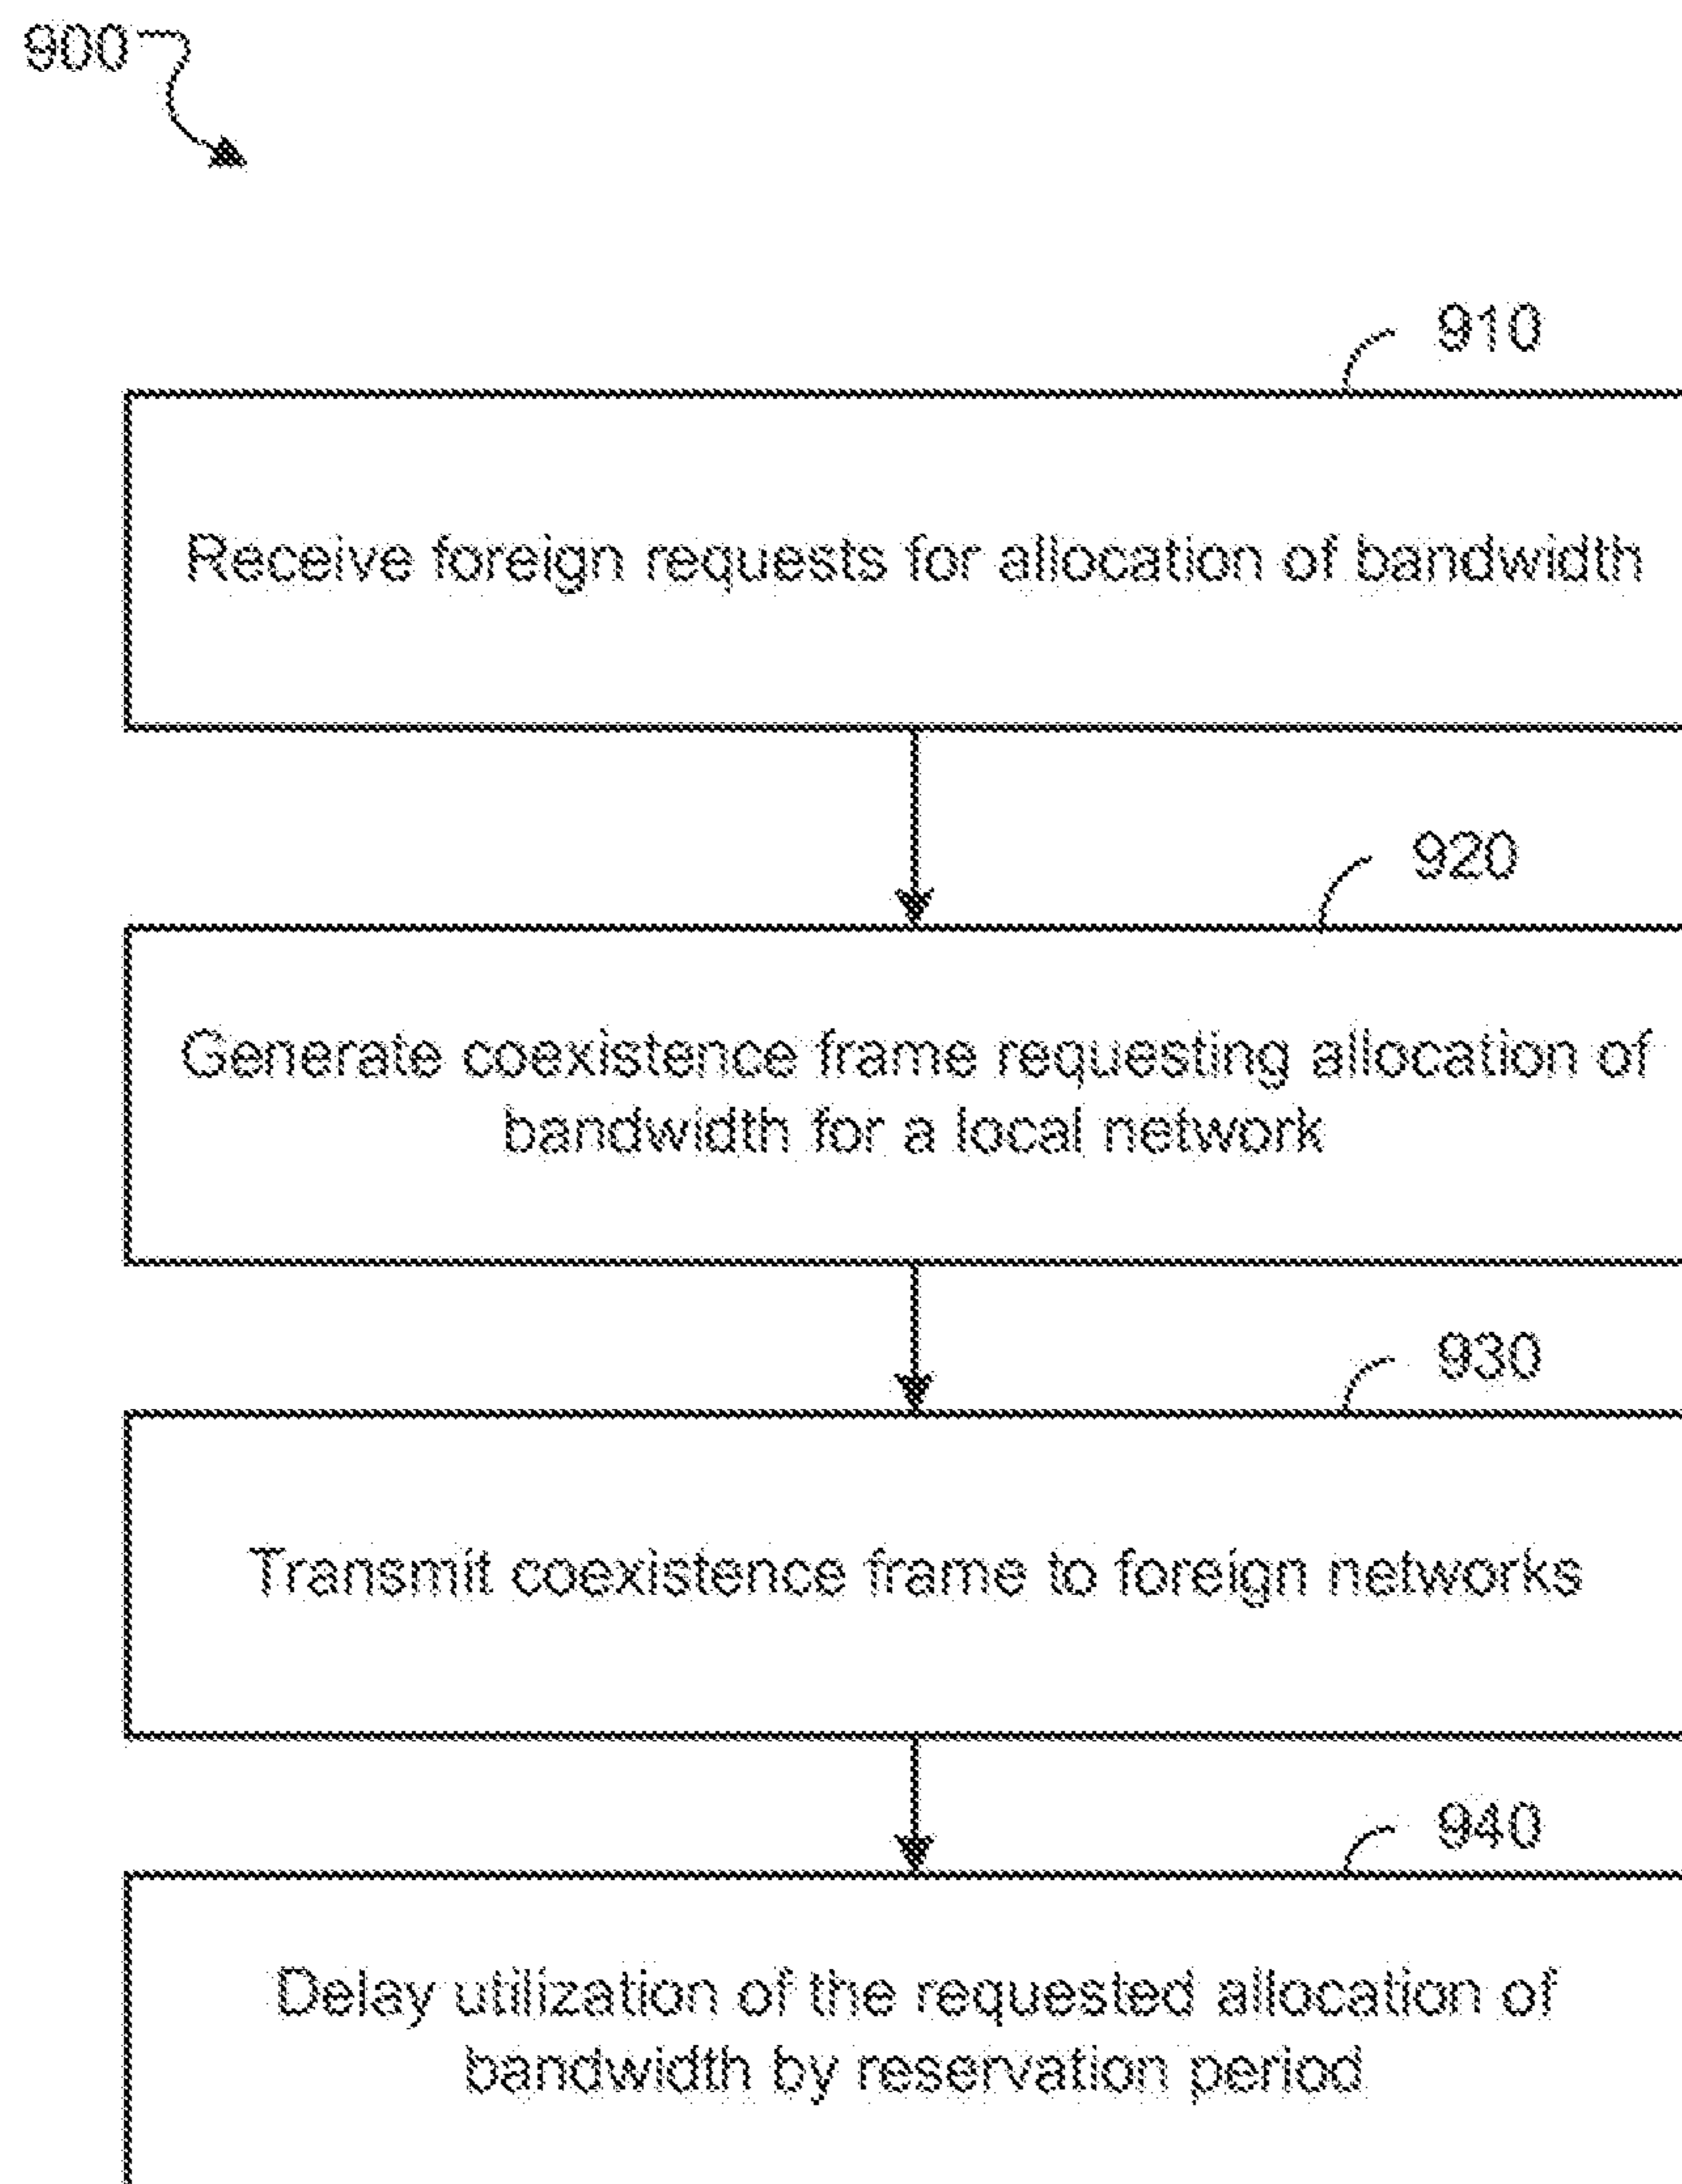 900
910
Receive foreign requests for allocation of bandwidth
920
Generate coexistence frame requesting allocation of
bandwidth for a local network
930
Transmit coexistence frame to foreign networks
940
Delay utilization of the requested allocation of
bandwidth by reservation period